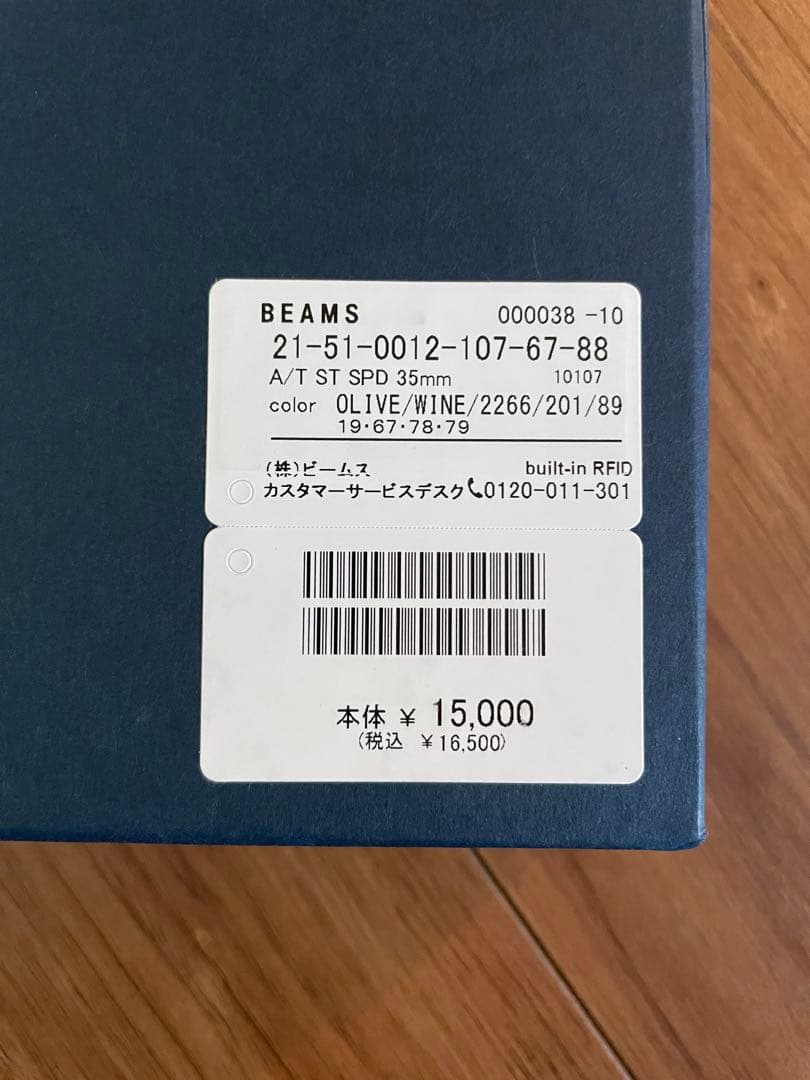 BEAMS 000038 -10
21-51-0012-107-67-88
A/T ST SPD 35mm 10107
color OLIVE/WINE/2266/201/89
19・67・78・79
(株)ビームス built-in RFID
カスタマーサービスデスク 0120-011-301
本体 ¥ 15,000
(税込 ¥16,500)